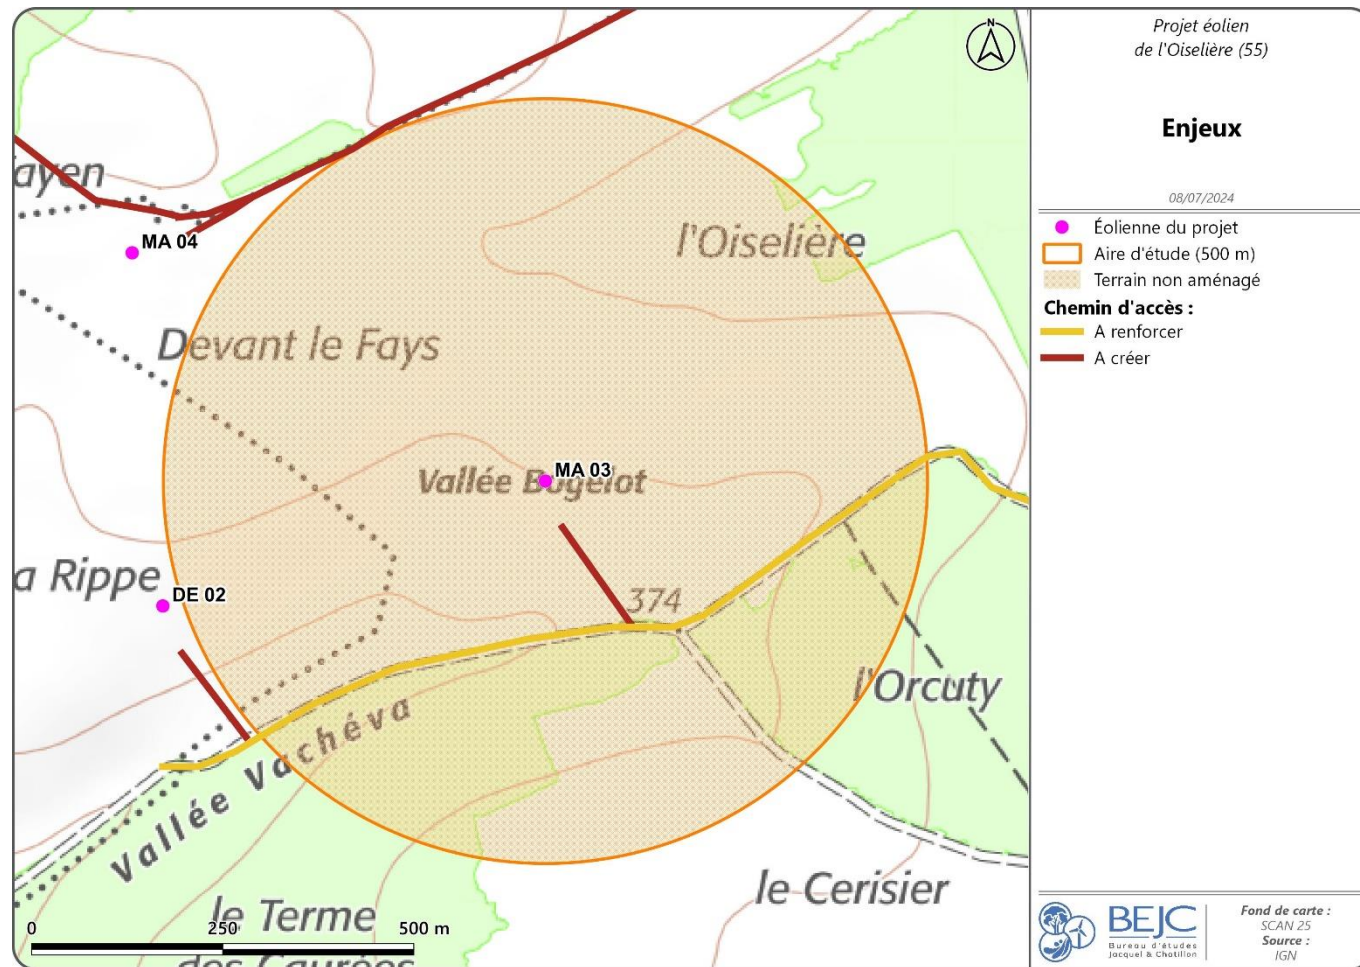 Projet éolien
de l'Oiselière (55)
Enjeux
08/07/2024
Éolienne du projet
Aire d'étude (500 m)
Terrain non aménagé
Chemin d'accès :
A renforcer
A créer
N
ayen
MA 04
l'Oiselière
Devant le Fays
MA 03
Vallée Bugelot
a Rippe
DE 02
374
l'Orcuty
Vallée Vachéva
le Cerisier
le Terme
des Caurées
0 250 500 m
BEJC
Bureau d'études
Jacquel & Chatillon
Fond de carte :
SCAN 25
Source :
IGN